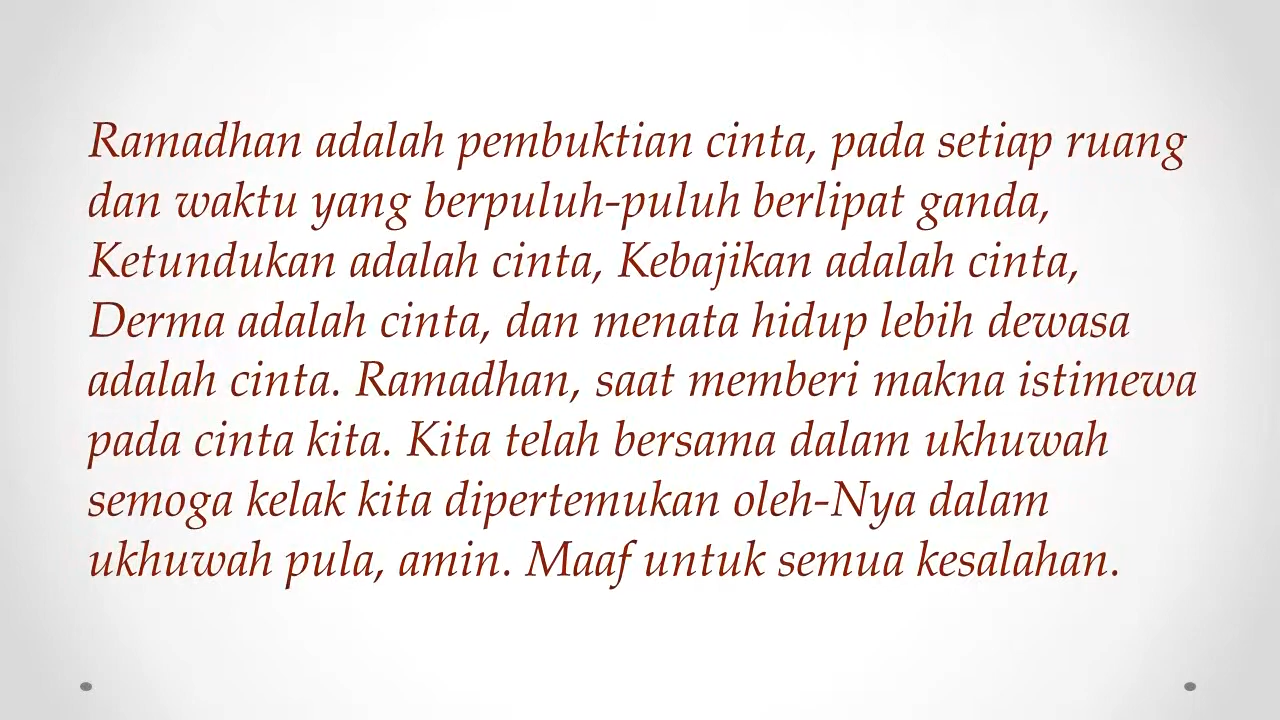 Ramadhan adalah pembuktian cinta, pada setiap ruang
dan waktu yang berpuluh-puluh berlipat ganda,
Ketundukan adalah cinta, Kebajikan adalah cinta,
Derma adalah cinta, dan menata hidup lebih dewasa
adalah cinta. Ramadhan, saat memberi makna istimewa
pada cinta kita. Kita telah bersama dalam ukhuwah
semoga kelak kita dipertemukan oleh-Nya dalam
ukhuwah pula, amin. Maaf untuk semua kesalahan.